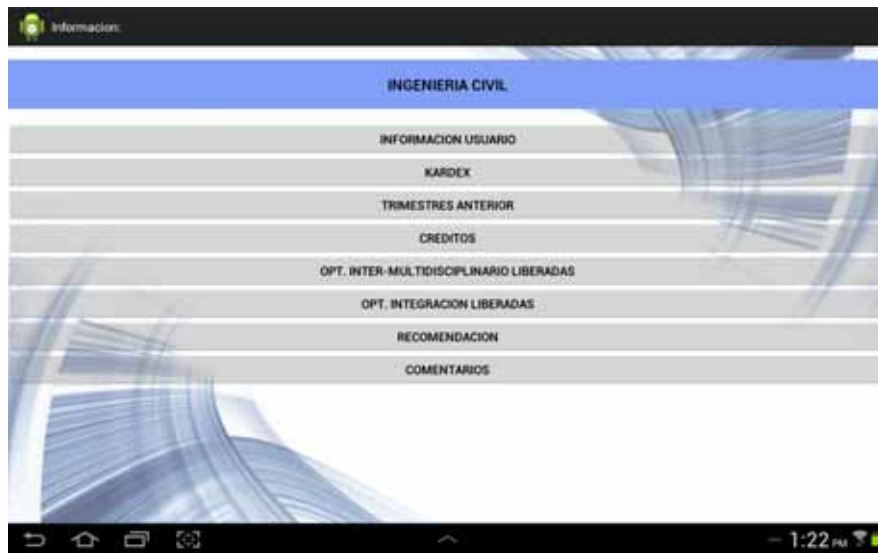 Informacion:
INGENIERIA CIVIL
INFORMACION USUARIO
KARDEX
TRIMESTRES ANTERIOR
CREDITOS
OPT. INTER-MULTIDISCIPLINARIO LIBERADAS
OPT. INTEGRACION LIBERADAS
RECOMENDACION
COMENTARIOS
1:22 PM